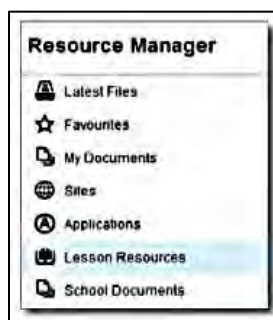 Resource Manager
Latest Files
Favourites
My Documents
Sites
Applications
Lesson Resources
School Documents